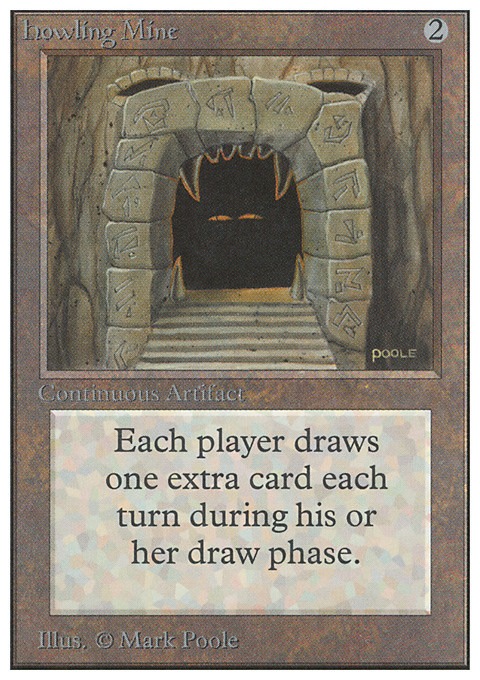 Howling Mine
2
POOLE
Continuous Artifact
Each player draws
one extra card each
turn during his or
her draw phase.
Illus. © Mark Poole